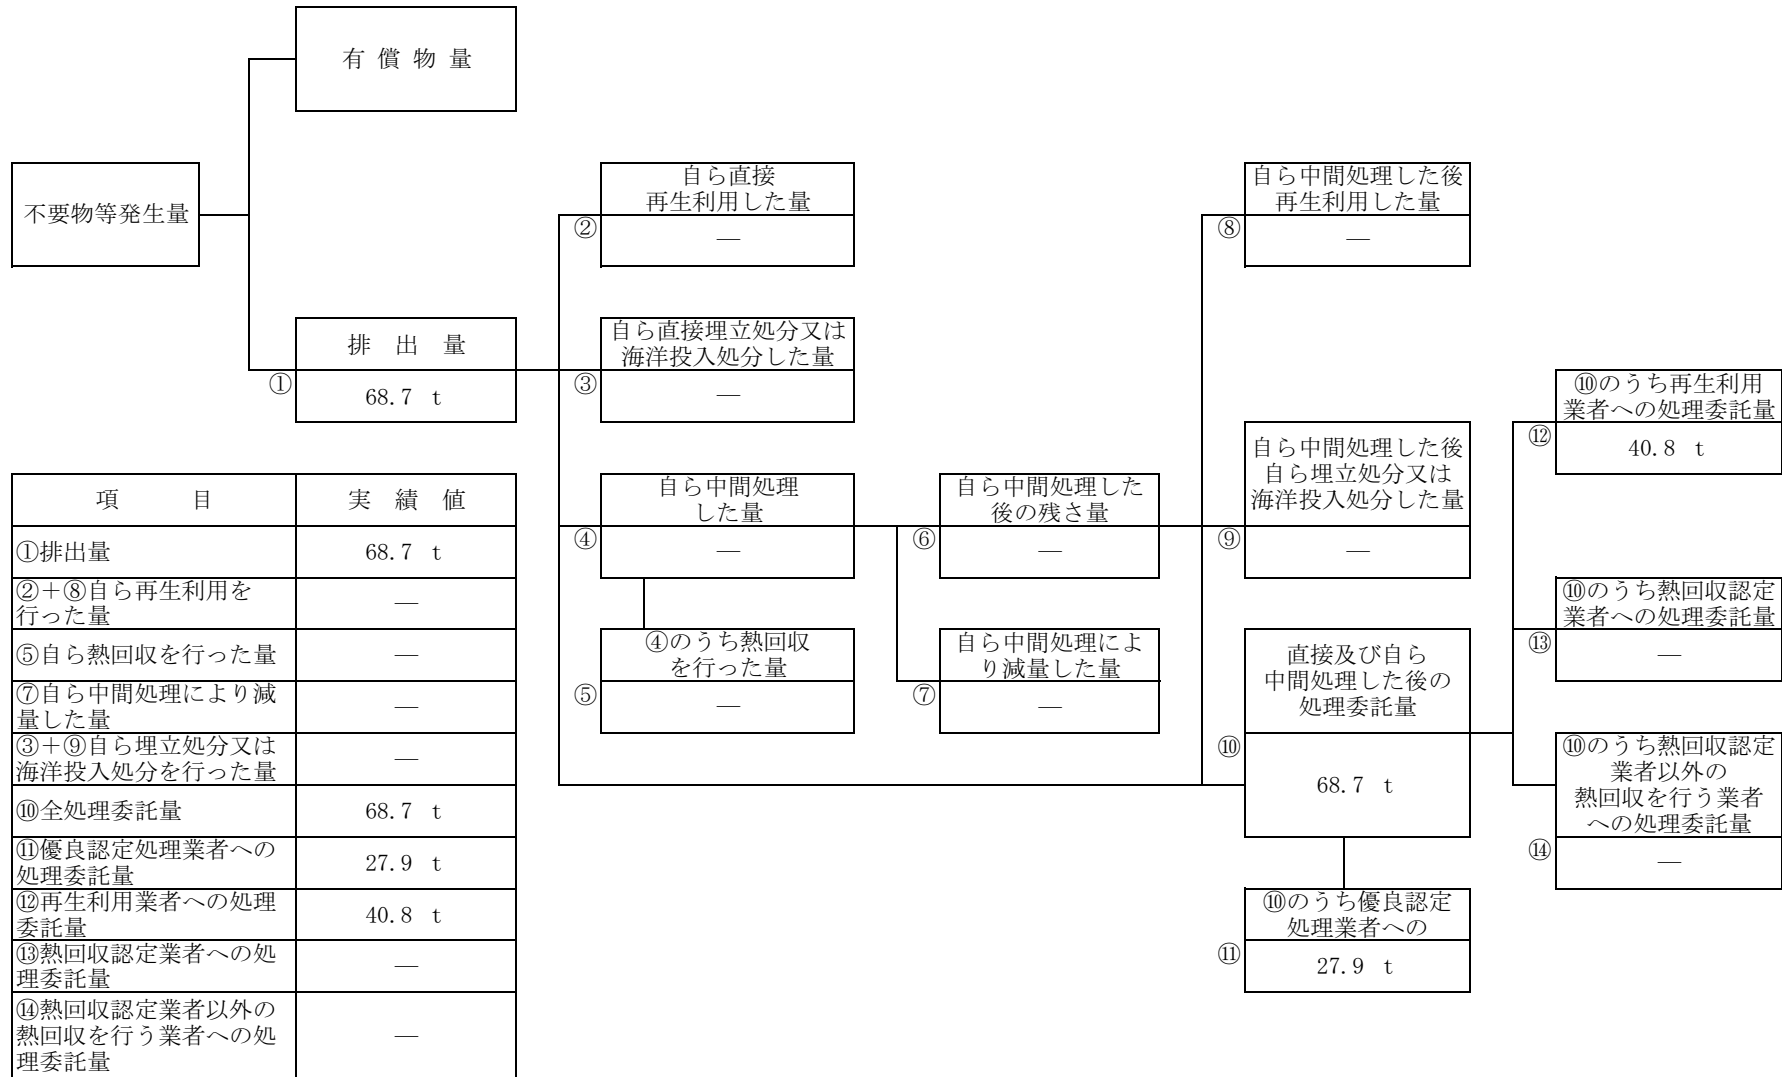 有 償 物 量
不要物等発生量
排 出 量
①
68.7 t
自ら直接
再生利用した量
②
―
自ら直接埋立処分又は
海洋投入処分した量
③
―
自ら中間処理
した量
④
―
④のうち熱回収
を行った量
⑤
―
自ら中間処理した
後の残さ量
⑥
―
自ら中間処理によ
り減量した量
⑦
―
自ら中間処理した後
再生利用した量
⑧
―
自ら中間処理した後
自ら埋立処分又は
海洋投入処分した量
⑨
―
直接及び自ら
中間処理した後の
処理委託量
⑩
68.7 t
⑩のうち優良認定
処理業者への
⑪
27.9 t
⑩のうち再生利用
業者への処理委託量
⑫
40.8 t
⑩のうち熱回収認定
業者への処理委託量
⑬
―
⑩のうち熱回収認定
業者以外の
熱回収を行う業者
への処理委託量
⑭
―
項 目 実 績 値
①排出量 68.7 t
②＋⑧自ら再生利用を
行った量
―
⑤自ら熱回収を行った量 ―
⑦自ら中間処理により減
量した量
―
③＋⑨自ら埋立処分又は
海洋投入処分を行った量
―
⑩全処理委託量 68.7 t
⑪優良認定処理業者への
処理委託量
27.9 t
⑫再生利用業者への処理
委託量
40.8 t
⑬熱回収認定業者への処
理委託量
―
⑭熱回収認定業者以外の
熱回収を行う業者への処
理委託量
―